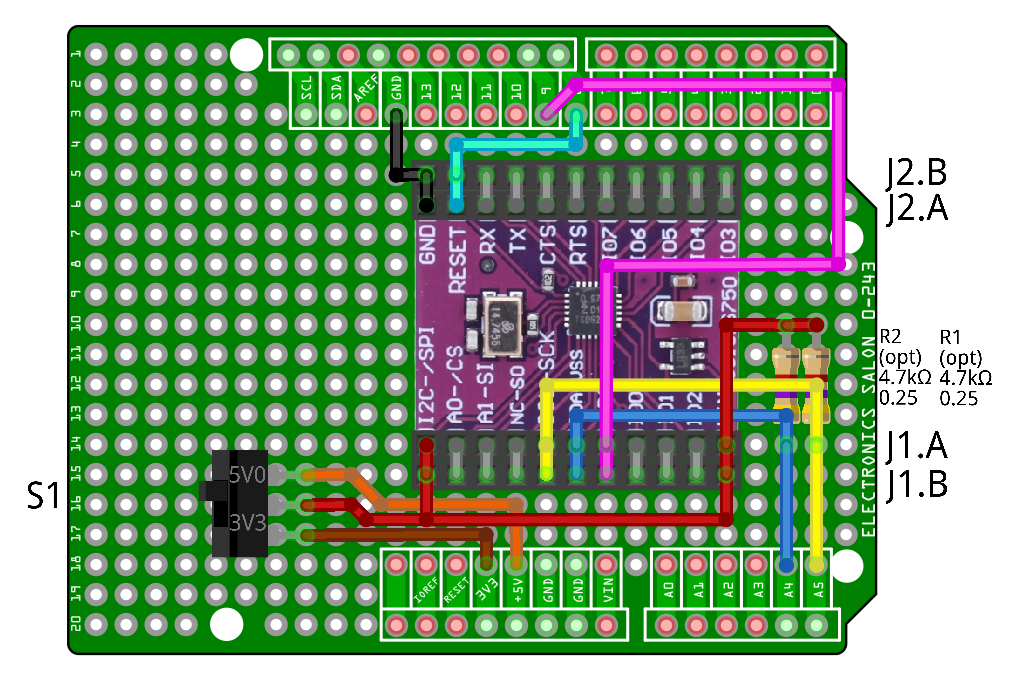 1
2
3
4
5
6
7
8
9
10
11
12
13
14
15
16
17
18
19
20
SCL
SDA
AREF
GND
13
12
11
10
9
J2.B
J2.A
GND
RESET
RX
TX
CTS
RTS
IO7
IO6
IO5
IO4
IO3
S750
I2C-/SPI
A0-/CS
A1-SI
NC-SO
SCK
VSS
ELECTRONICS SALON D-243
R2
(opt)
4.7kΩ
0.25
R1
(opt)
4.7kΩ
0.25
J1.A
J1.B
S1
5V0
3V3
IOREF
RESET
3V3
+5V
GND
GND
VIN
A0
A1
A2
A3
A4
A5